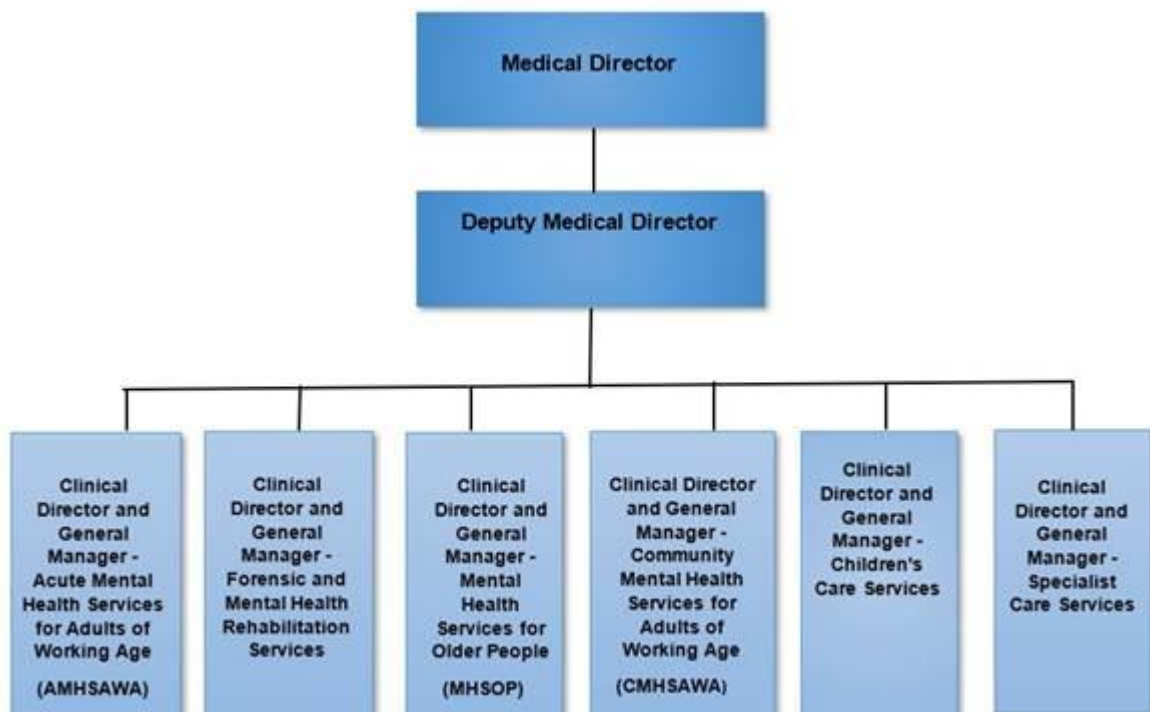 Medical Director
Deputy Medical Director
Clinical
Director and
General
Manager -
Acute Mental
Health Services
for Adults of
Working Age
(AMHSAWA)
Clinical
Director and
General
Manager -
Forensic and
Mental Health
Rehabilitation
Services
Clinical
Director and
General
Manager -
Mental
Health
Services for
Older People
(MHSOP)
Clinical Director
and General
Manager -
Community
Mental Health
Services for
Adults of
Working Age
(CMHSAWA)
Clinical
Director and
General
Manager -
Children's
Care Services
Clinical
Director and
General
Manager -
Specialist
Care Services